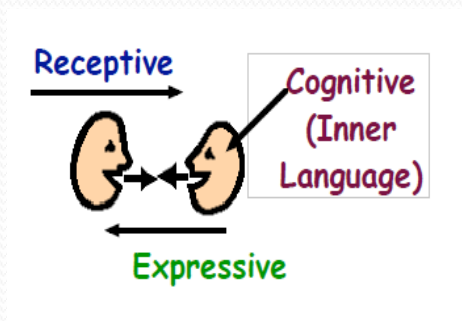 Receptive
Cognitive
(Inner
Language)
Expressive